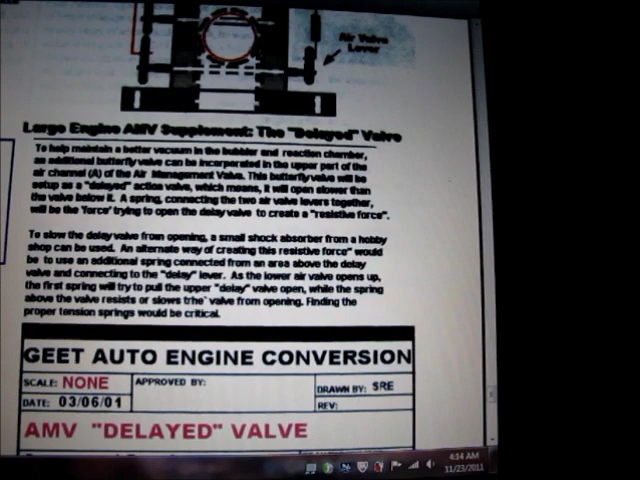 Air Valve
Lever
Large Engine AMV Supplement: The "Delayed" Valve
To help maintain a better vacuum in the bubbler and reaction chamber,
an additional butterfly valve can be incorporated in the upper part of the
air channel (A) of the Air Management Valve. This butterfly valve will be
setup as a "delayed" action valve, which means, it will open slower than
the valve below it. A spring, connecting the two air valve levers together,
will be the 'force' trying to open the delay valve to create a "resistive force".
To slow the delay valve from opening, a small shock absorber from a hobby
shop can be used. An alternate way of creating this resistive force" would
be to use an additional spring connected from an area above the delay
valve and connecting to the "delay" lever. As the lower air valve opens up,
the first spring will try to pull the upper "delay" valve open, while the spring
above the valve resists or slows trhe` valve from opening. Finding the
proper tension springs would be critical.
GEET AUTO ENGINE CONVERSION
SCALE: NONE
APPROVED BY:
DRAWN BY: SRE
DATE: 03/06/01
REV:
AMV "DELAYED" VALVE
4:34 AM
11/23/2011